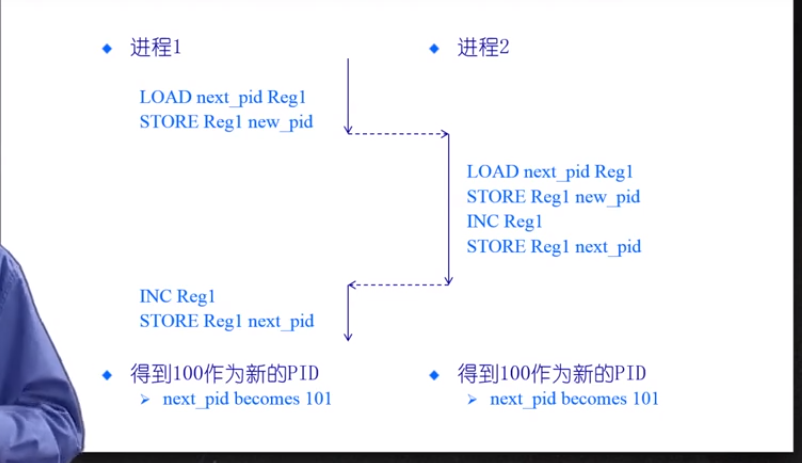 进程1
进程2
LOAD next_pid Reg1
STORE Reg1 new_pid
LOAD next_pid Reg1
STORE Reg1 new_pid
INC Reg1
STORE Reg1 next_pid
INC Reg1
STORE Reg1 next_pid
得到100作为新的PID
next_pid becomes 101
得到100作为新的PID
next_pid becomes 101